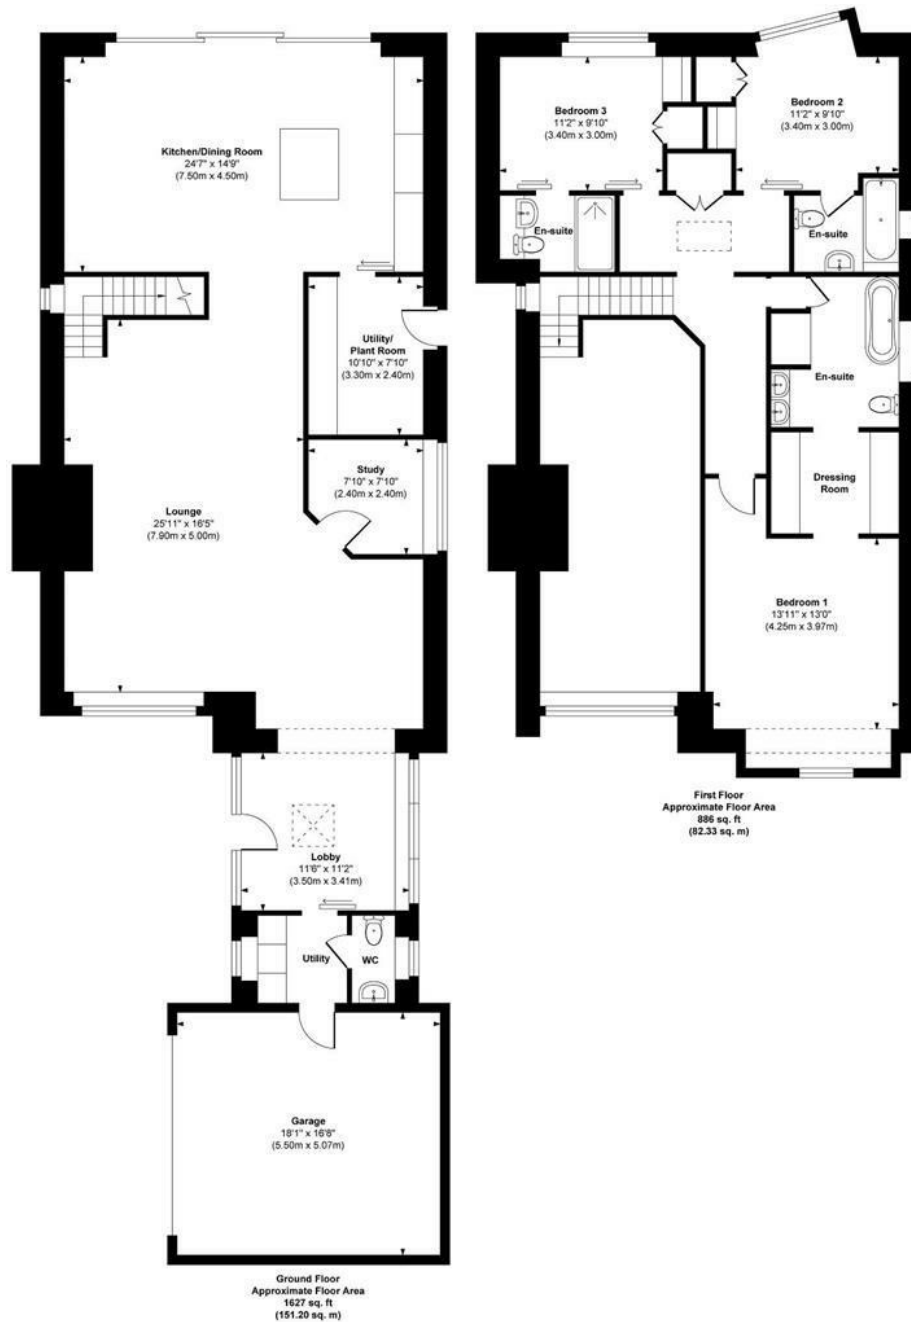 Kitchen/Dining Room
24'7" x 14'9"
(7.50m x 4.50m)
Utility/
Plant Room
10'10" x 7'10"
(3.30m x 2.40m)
Study
7'10" x 7'10"
(2.40m x 2.40m)
Lounge
25'11" x 16'5"
(7.90m x 5.00m)
Lobby
11'6" x 11'2"
(3.50m x 3.41m)
Utility
WC
Garage
18'1" x 16'8"
(5.50m x 5.07m)
Ground Floor
Approximate Floor Area
1627 sq. ft
(151.20 sq. m)
Bedroom 3
11'2" x 9'10"
(3.40m x 3.00m)
Bedroom 2
11'2" x 9'10"
(3.40m x 3.00m)
En-suite
En-suite
En-suite
Dressing
Room
Bedroom 1
13'11" x 13'0"
(4.25m x 3.97m)
First Floor
Approximate Floor Area
886 sq. ft
(82.33 sq. m)